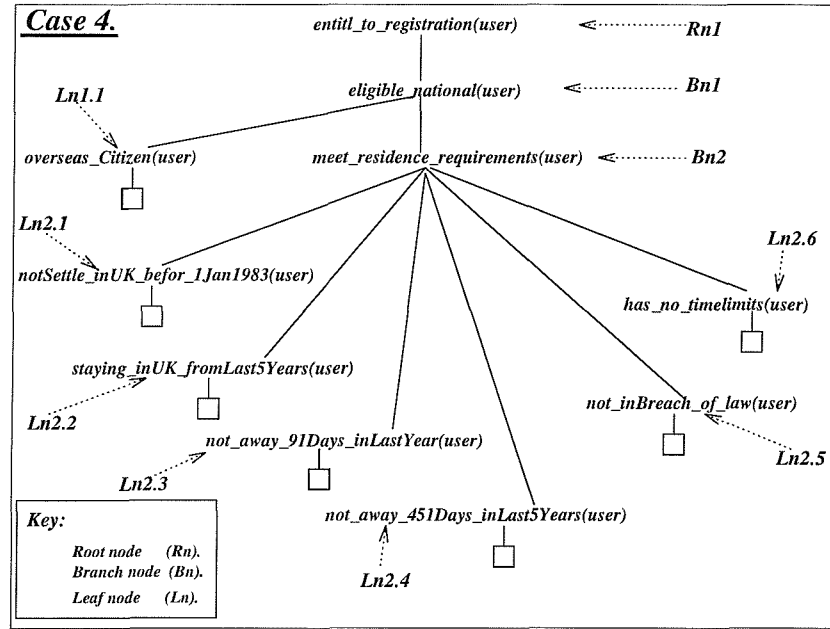 Case 4.
entitl_to_registration(user)
Rn1
eligible_national(user)
Bn1
Ln1.1
overseas_Citizen(user)
meet_residence_requirements(user)
Bn2
Ln2.1
Ln2.6
notSettle_inUK_befor_1Jan1983(user)
has_no_timelimits(user)
staying_inUK_fromLast5Years(user)
Ln2.2
not_inBreach_of_law(user)
not_away_91Days_inLastYear(user)
Ln2.3
Ln2.5
not_away_451Days_inLast5Years(user)
Ln2.4
Key:
Root node (Rn).
Branch node (Bn).
Leaf node (Ln).